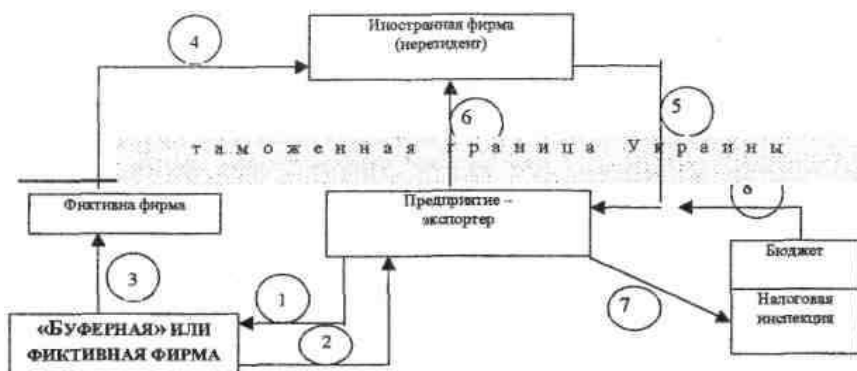 4
Иностранная фирма
(нерезидент)
6
5
таможенная граница Украины
8
Фиктивна фирма
Предприятие –
экспортер
Бюджет
3
1
7
Налоговая
инспекция
«БУФЕРНАЯ» ИЛИ
ФИКТИВНАЯ ФИРМА
2